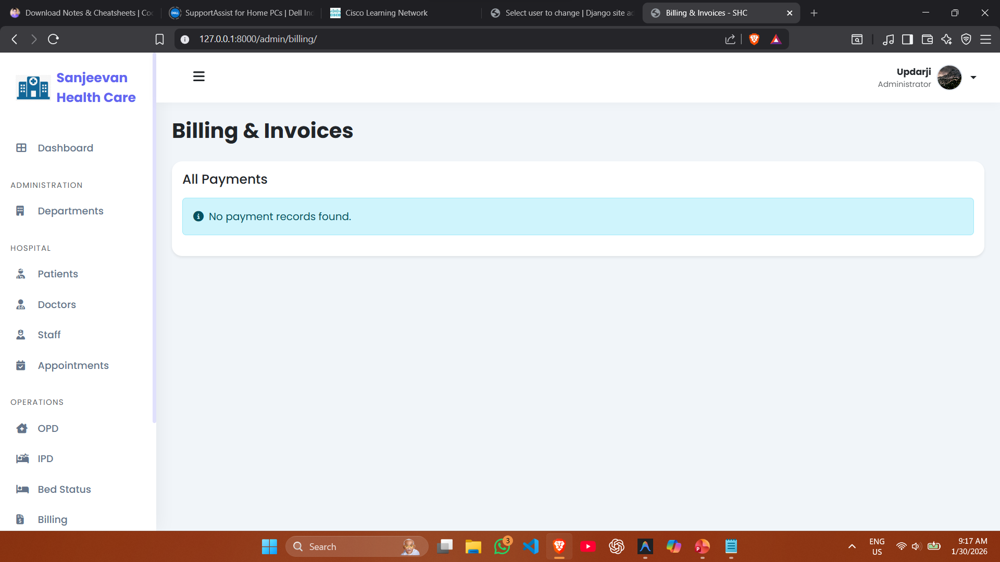 Download Notes & Cheatsheets | Co
SupportAssist for Home PCs | Dell Inc
Cisco Learning Network
Select user to change | Django site ad
Billing & Invoices - SHC
127.0.0.1:8000/admin/billing/
Sanjeevan
Health Care
Updarji
Administrator
Billing & Invoices
All Payments
No payment records found.
Dashboard
ADMINISTRATION
Departments
HOSPITAL
Patients
Doctors
Staff
Appointments
OPERATIONS
OPD
IPD
Bed Status
Billing
Search
3
ENG
US
9:17 AM
1/30/2026